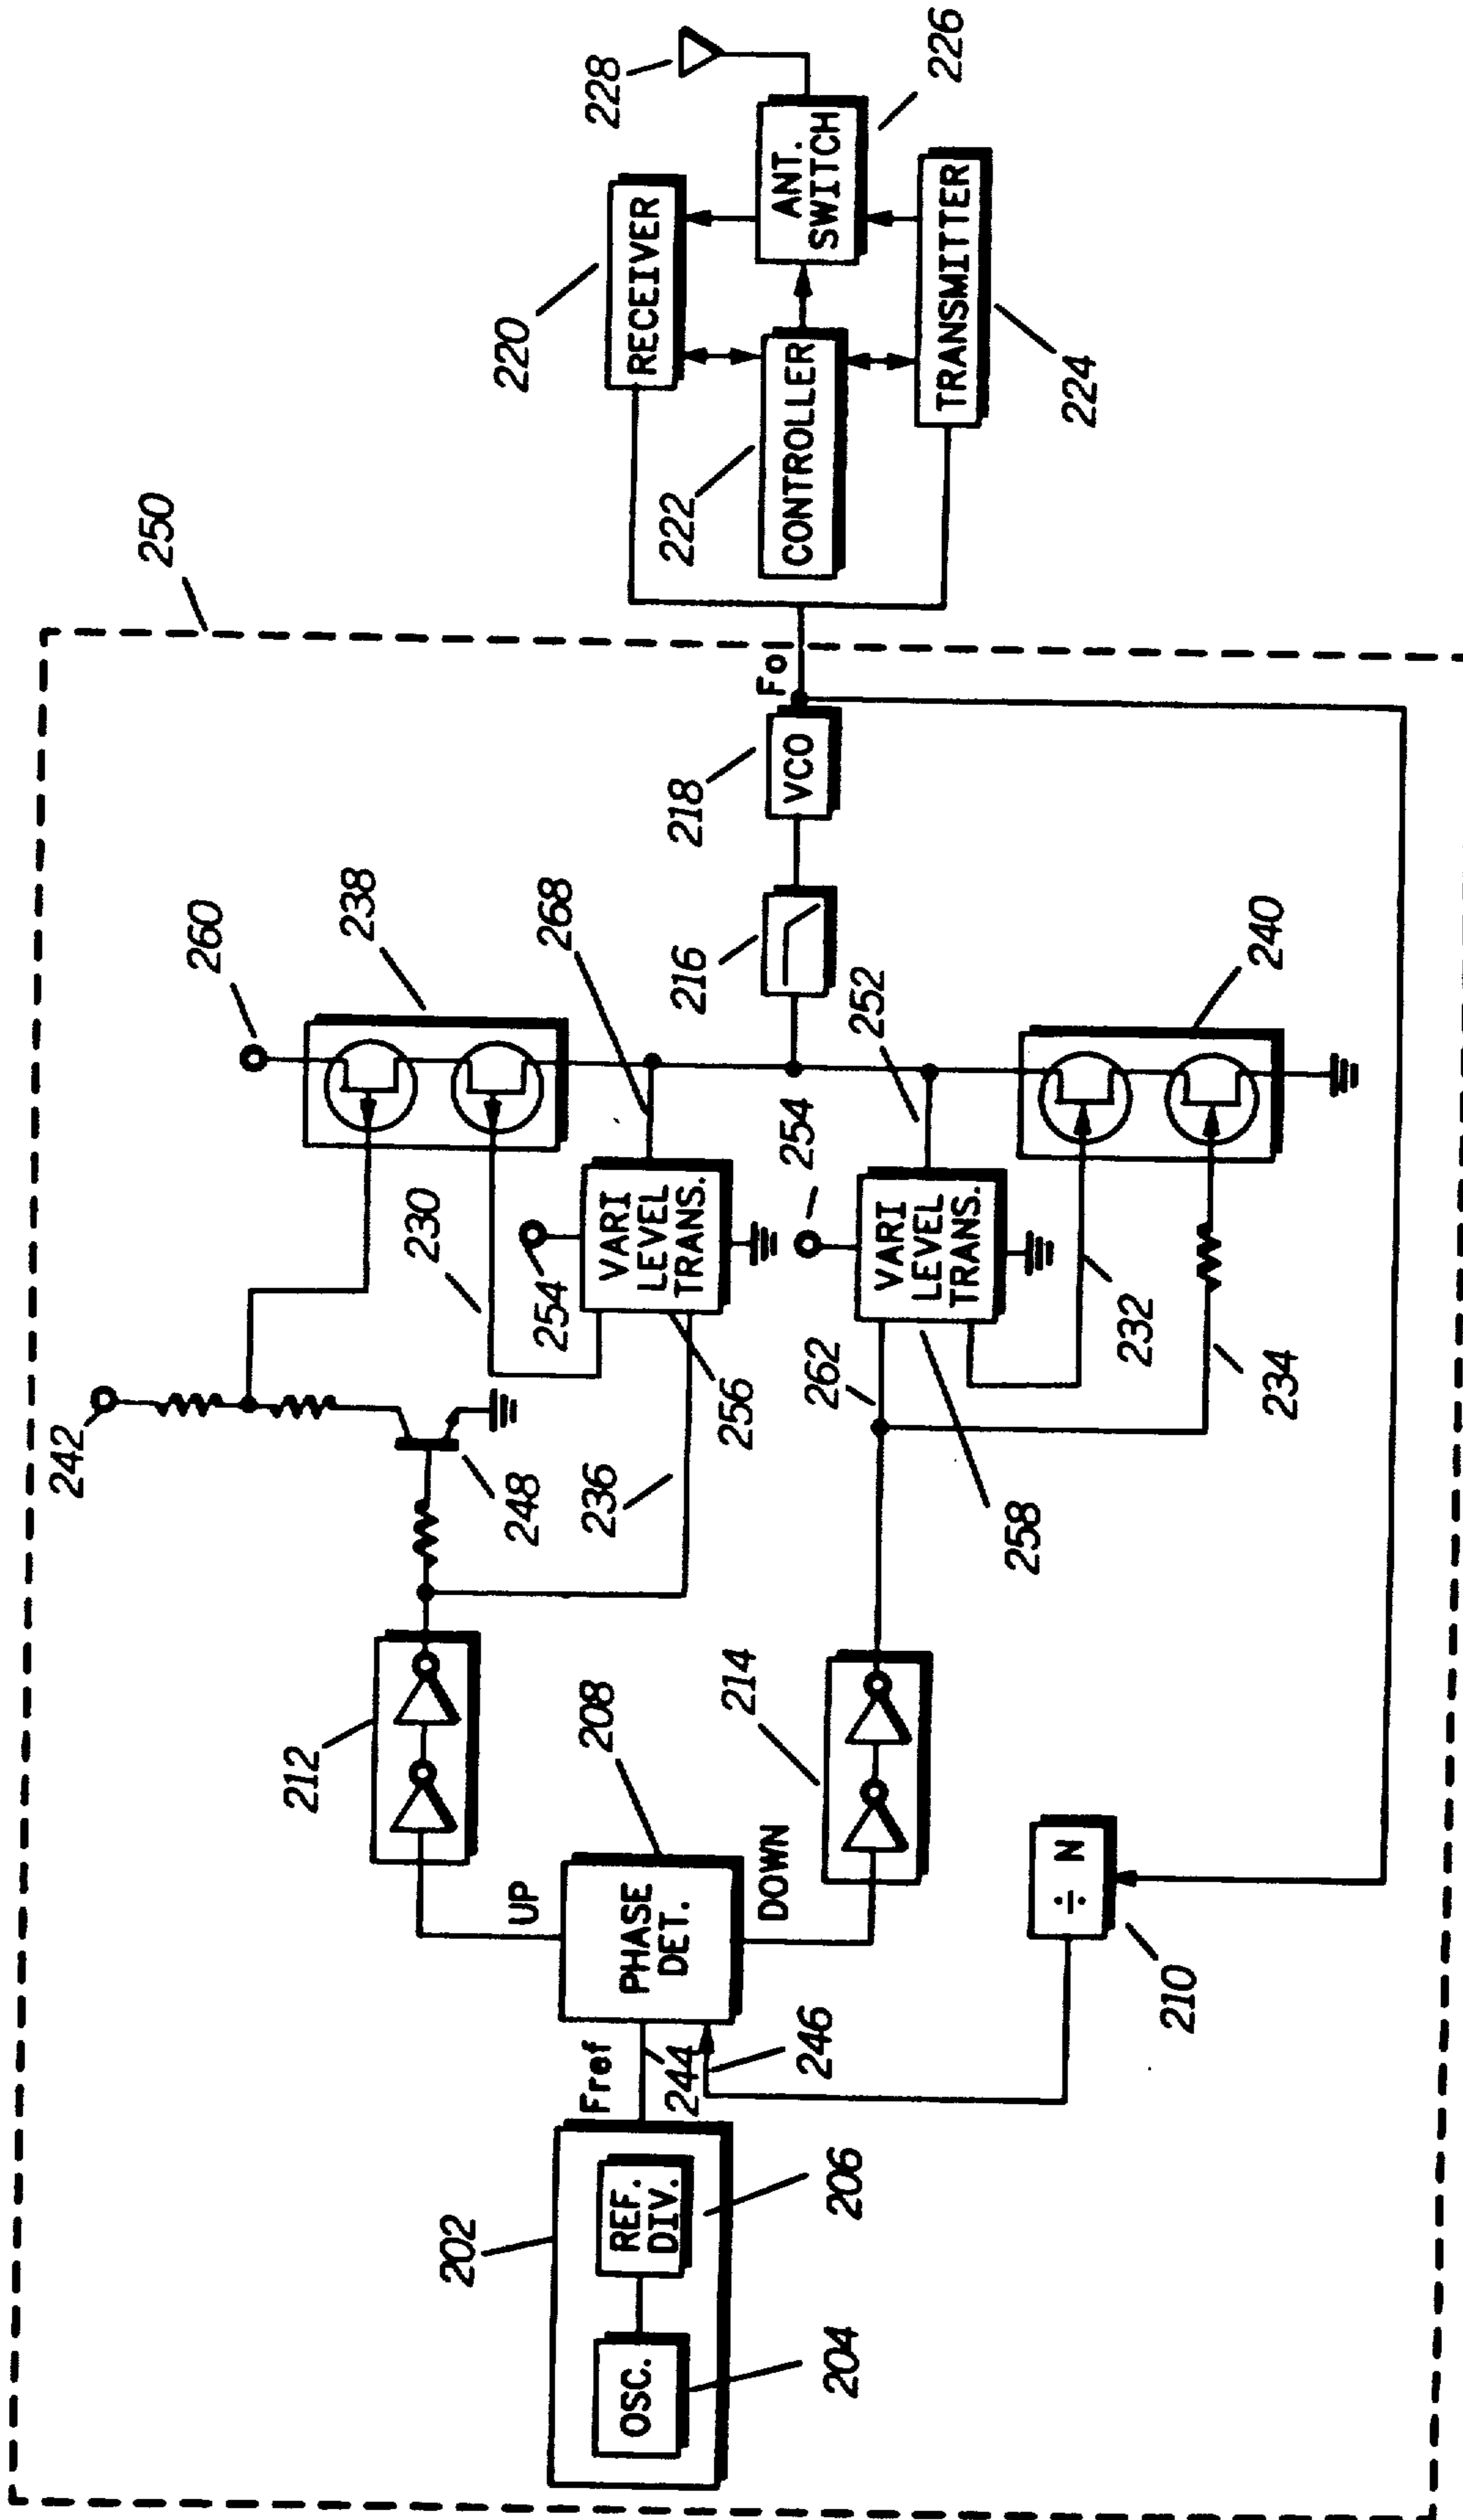 250
242
260
238
212
248
230
254
268
220
228
RECEIVER
202
OSC.
204
REF.
DIV.
206
Fref
244
246
UP
PHASE
DET.
208
DOWN
236
256
VARI
LEVEL
TRANS.
254
216
218
VCO
Fo
222
CONTROLLER
ANT.
SWITCH
226
214
262
258
VARI
LEVEL
TRANS.
252
232
234
240
TRANSMITTER
224
÷ N
210